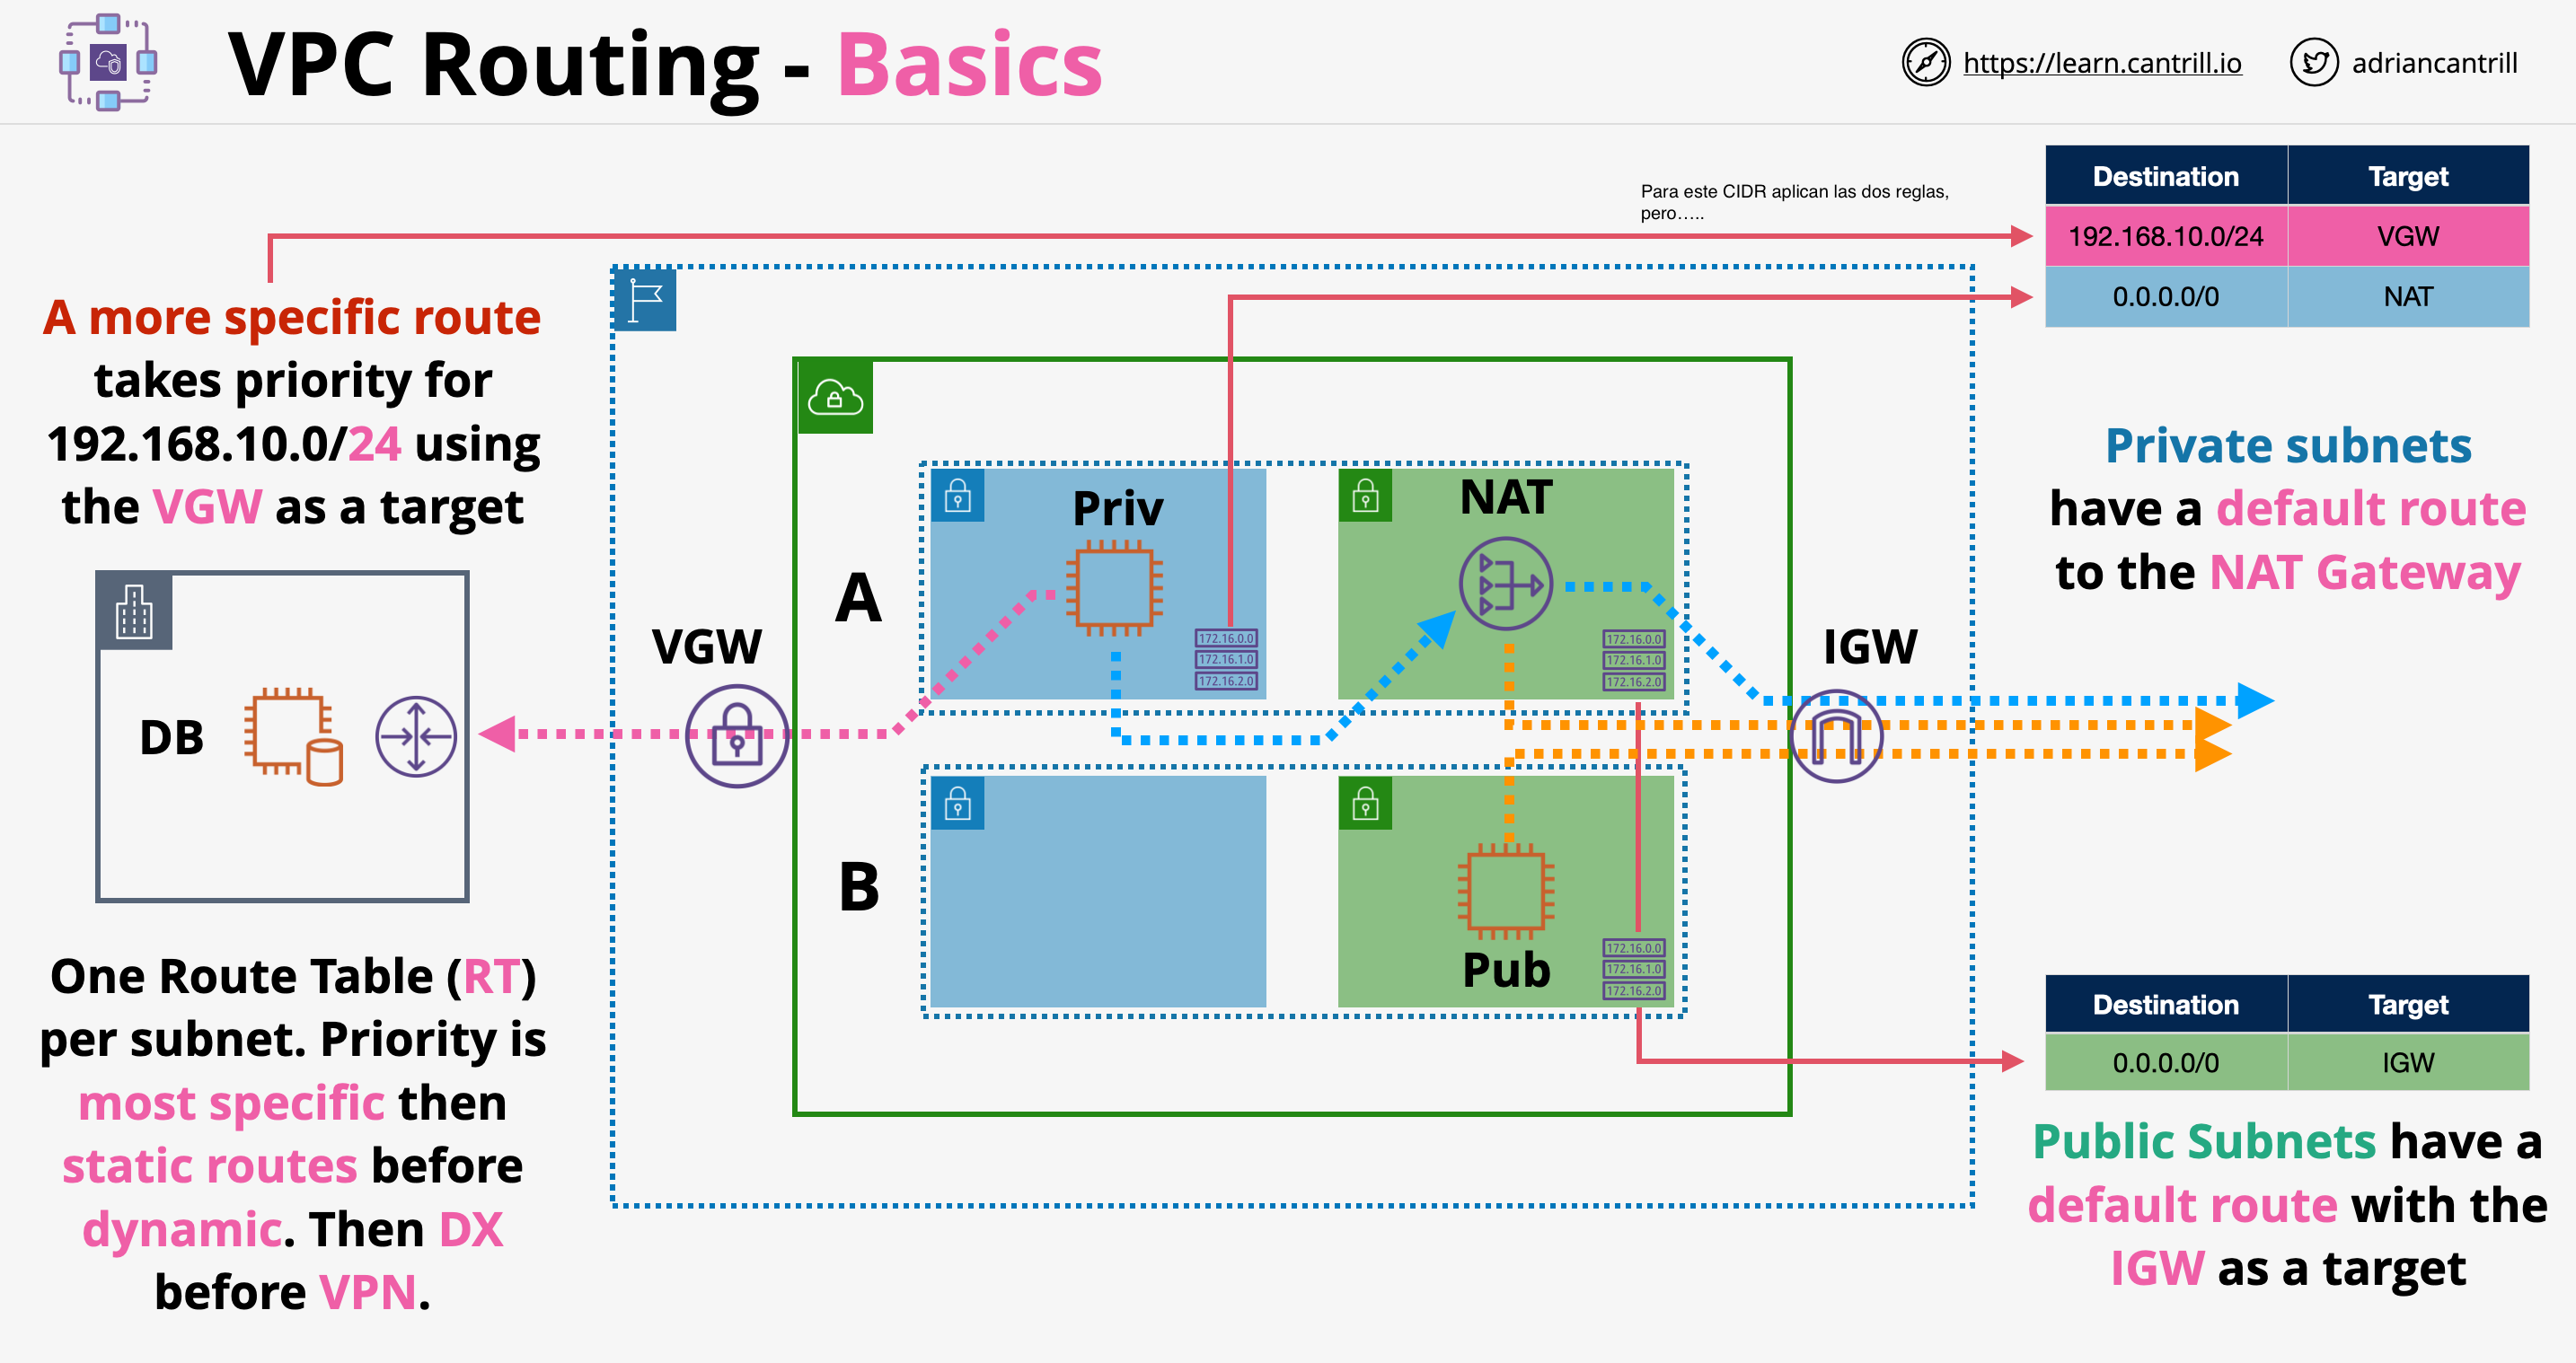 VPC Routing - Basics
https://learn.cantrill.io
adriancantrill
Para este CIDR aplican las dos reglas,
pero.....
Destination Target
192.168.10.0/24 VGW
0.0.0.0/0 NAT
A more specific route
takes priority for
192.168.10.0/24 using
the VGW as a target
Private subnets
have a default route
to the NAT Gateway
Priv
NAT
A
172.16.0.0
172.16.1.0
172.16.2.0
172.16.0.0
172.16.1.0
172.16.2.0
VGW
IGW
DB
B
Pub
172.16.0.0
172.16.1.0
172.16.2.0
One Route Table (RT)
per subnet. Priority is
most specific then
static routes before
dynamic. Then DX
before VPN.
Destination Target
0.0.0.0/0 IGW
Public Subnets have a
default route with the
IGW as a target